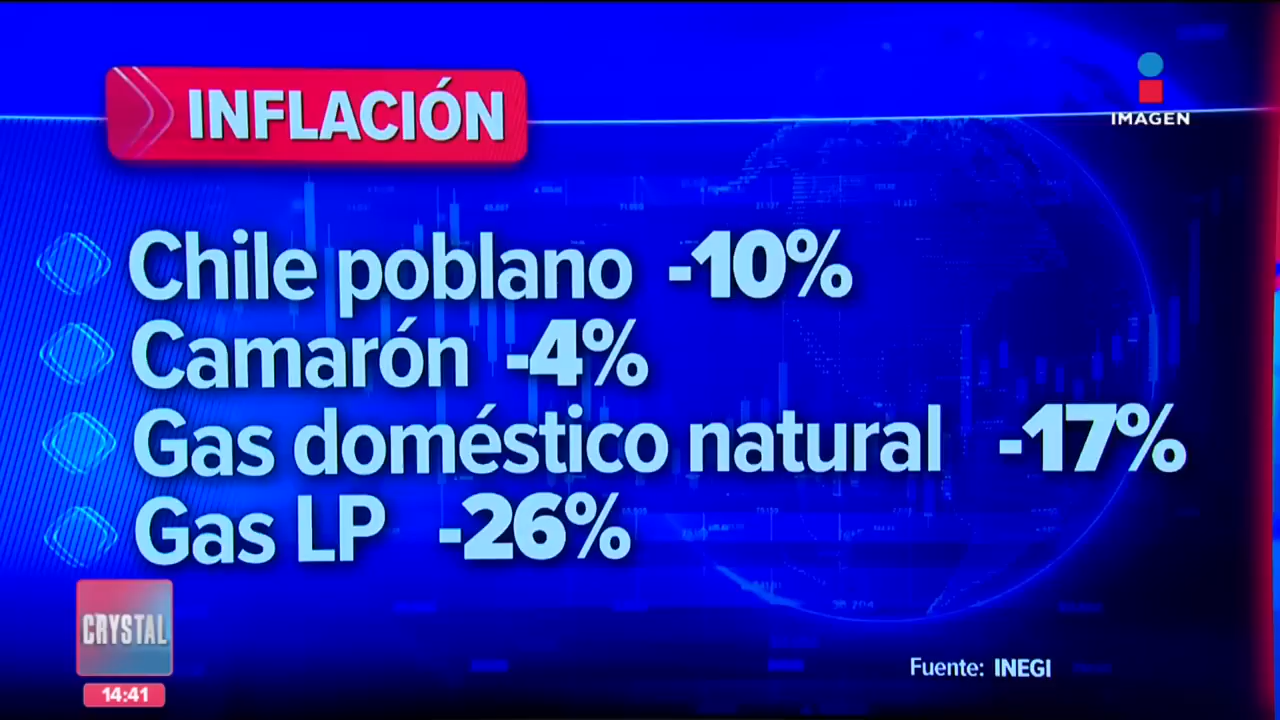 INFLACIÓN
IMAGEN
Chile poblano -10%
Camarón -4%
Gas doméstico natural -17%
Gas LP -26%
CRYSTAL
14:41
Fuente: INEGI